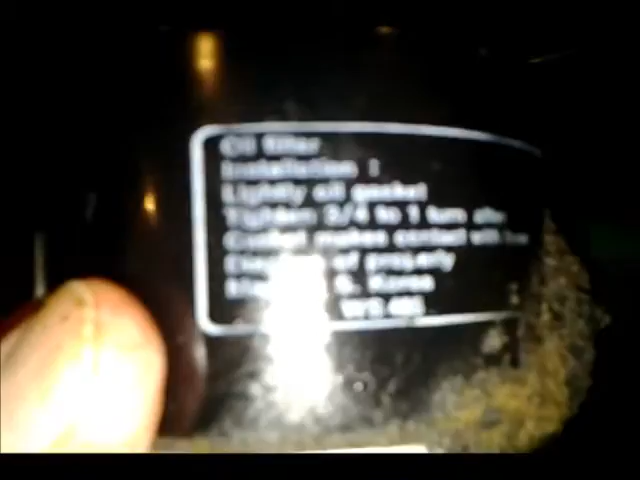 Oil filter
Installation :
Lightly oil gasket
Tighten 3/4 to 1 turn after
Gasket makes contact with
of properly
Korea